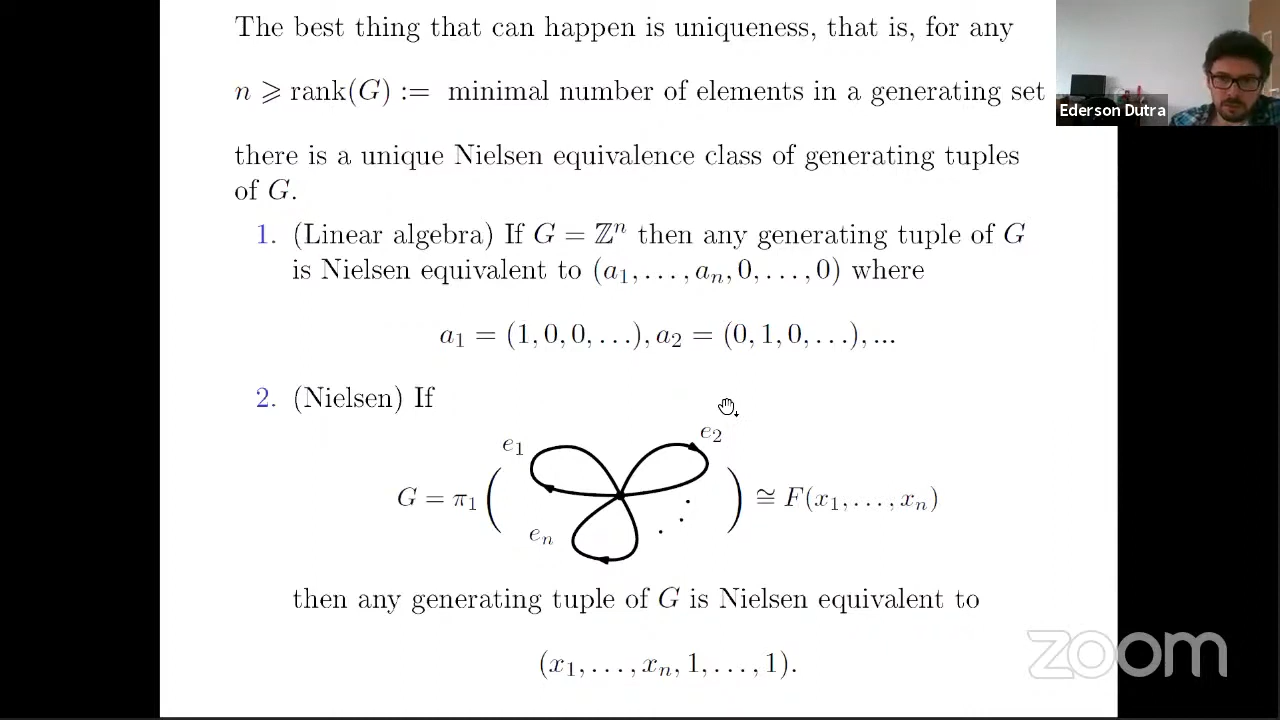 The best thing that can happen is uniqueness, that is, for any
n ⩾ rank(G) := minimal number of elements in a generating set
Ederson Dutra
there is a unique Nielsen equivalence class of generating tuples
of G.
1. (Linear algebra) If G = ℤⁿ then any generating tuple of G
is Nielsen equivalent to (a₁, . . . , aₙ, 0, . . . , 0) where
a₁ = (1, 0, 0, . . .), a₂ = (0, 1, 0, . . .), ...
2. (Nielsen) If
e₁ e₂
G = π₁ ( ) ≅ F(x₁, . . . , xₙ)
eₙ
then any generating tuple of G is Nielsen equivalent to
(x₁, . . . , xₙ, 1, . . . , 1).
zoom